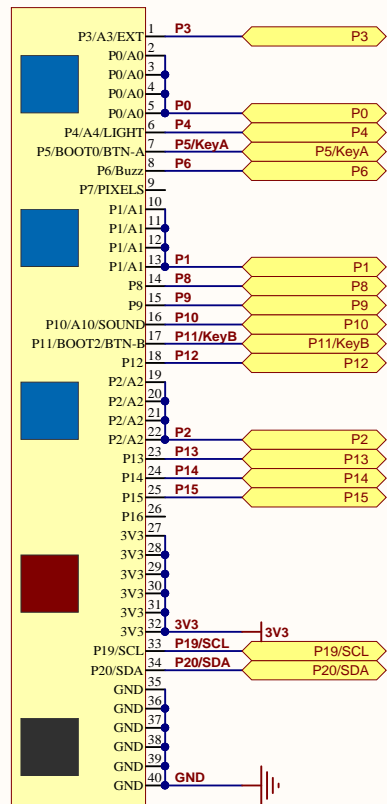 P3/A3/EXT 1 P3 P3
P0/A0 2
P0/A0 3
P0/A0 4
P0/A0 5 P0 P0
P4/A4/LIGHT 6 P4 P4
P5/BOOT0/BTN-A 7 P5/KeyA P5/KeyA
P6/Buzz 8 P6 P6
P7/PIXELS 9
P1/A1 10
P1/A1 11
P1/A1 12
P1/A1 13 P1 P1
P8 14 P8 P8
P9 15 P9 P9
P10/A10/SOUND 16 P10 P10
P11/BOOT2/BTN-B 17 P11/KeyB P11/KeyB
P12 18 P12 P12
P2/A2 19
P2/A2 20
P2/A2 21
P2/A2 22 P2 P2
P13 23 P13 P13
P14 24 P14 P14
P15 25 P15 P15
P16 26
3V3 27
3V3 28
3V3 29
3V3 30
3V3 31
3V3 32 3V3 3V3
P19/SCL 33 P19/SCL P19/SCL
P20/SDA 34 P20/SDA P20/SDA
GND 35
GND 36
GND 37
GND 38
GND 39
GND 40 GND